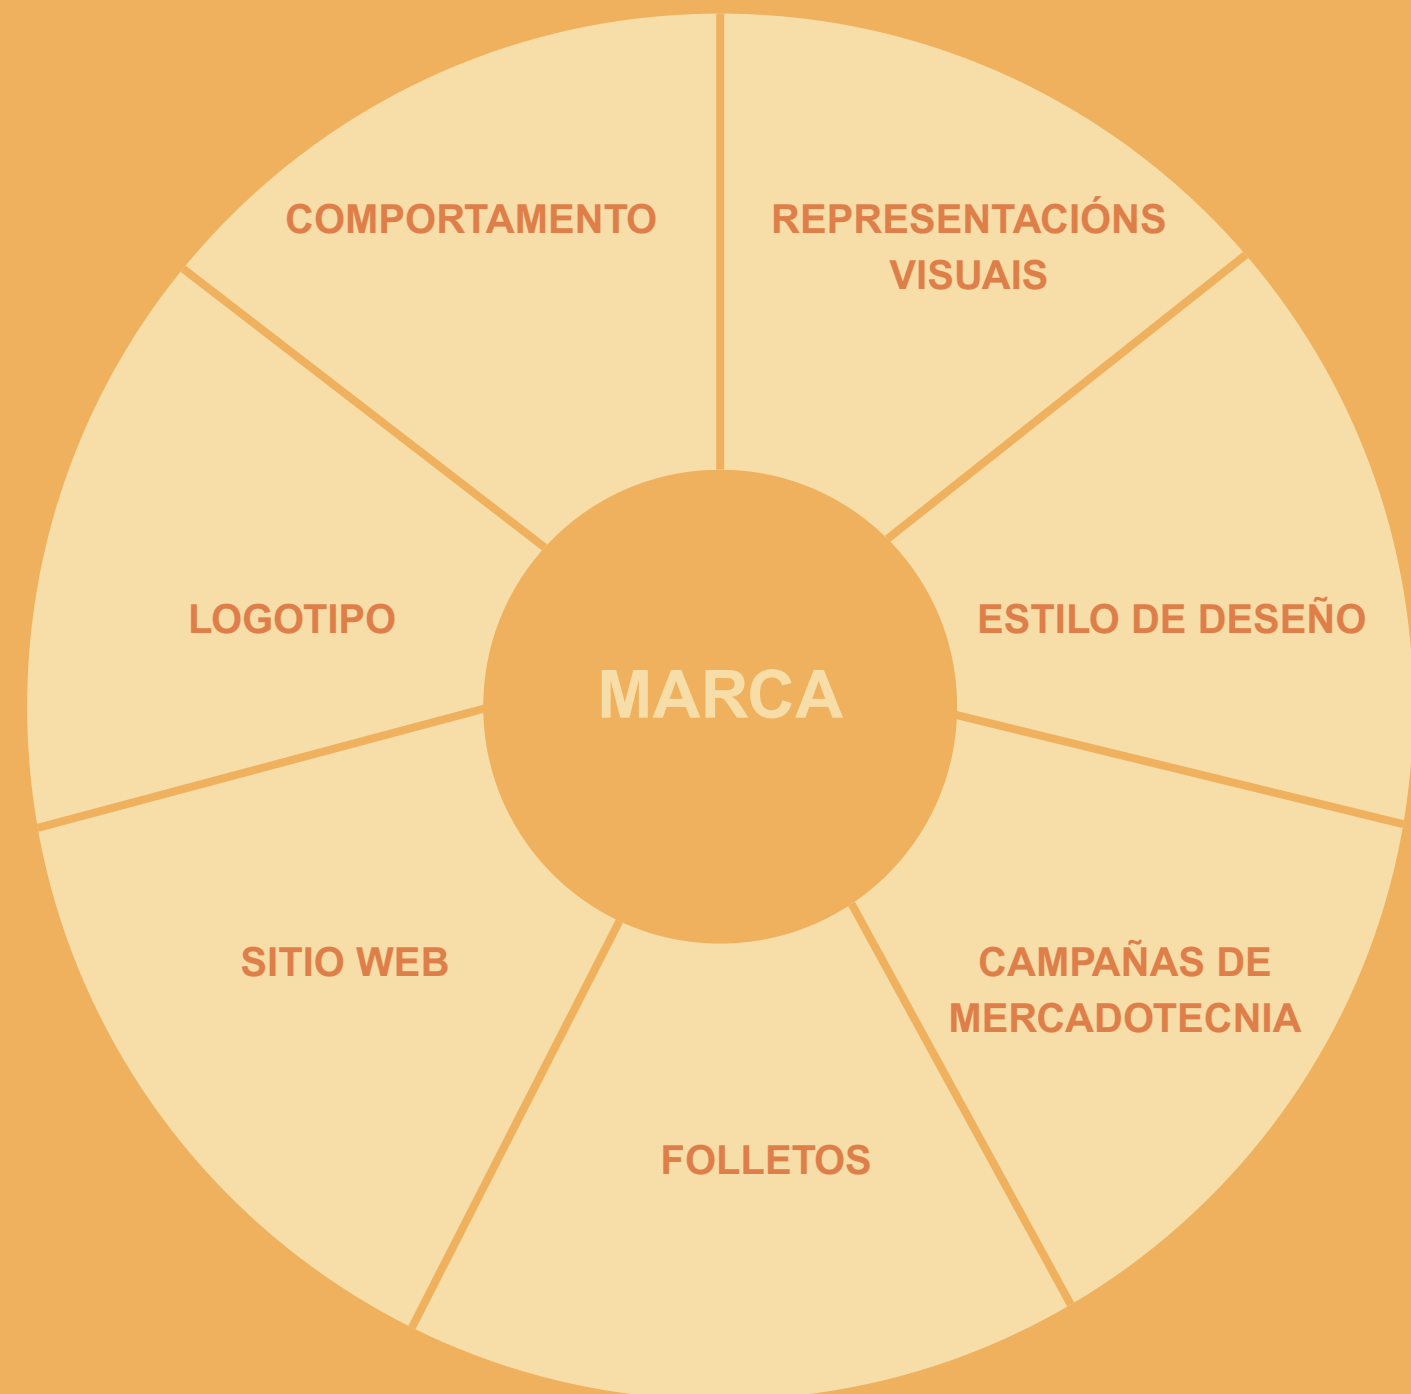 COMPORTAMENTO
REPRESENTACIÓNS
VISUAIS
LOGOTIPO
ESTILO DE DESEÑO
MARCA
SITIO WEB
CAMPAÑAS DE
MERCADOTECNIA
FOLLETOS